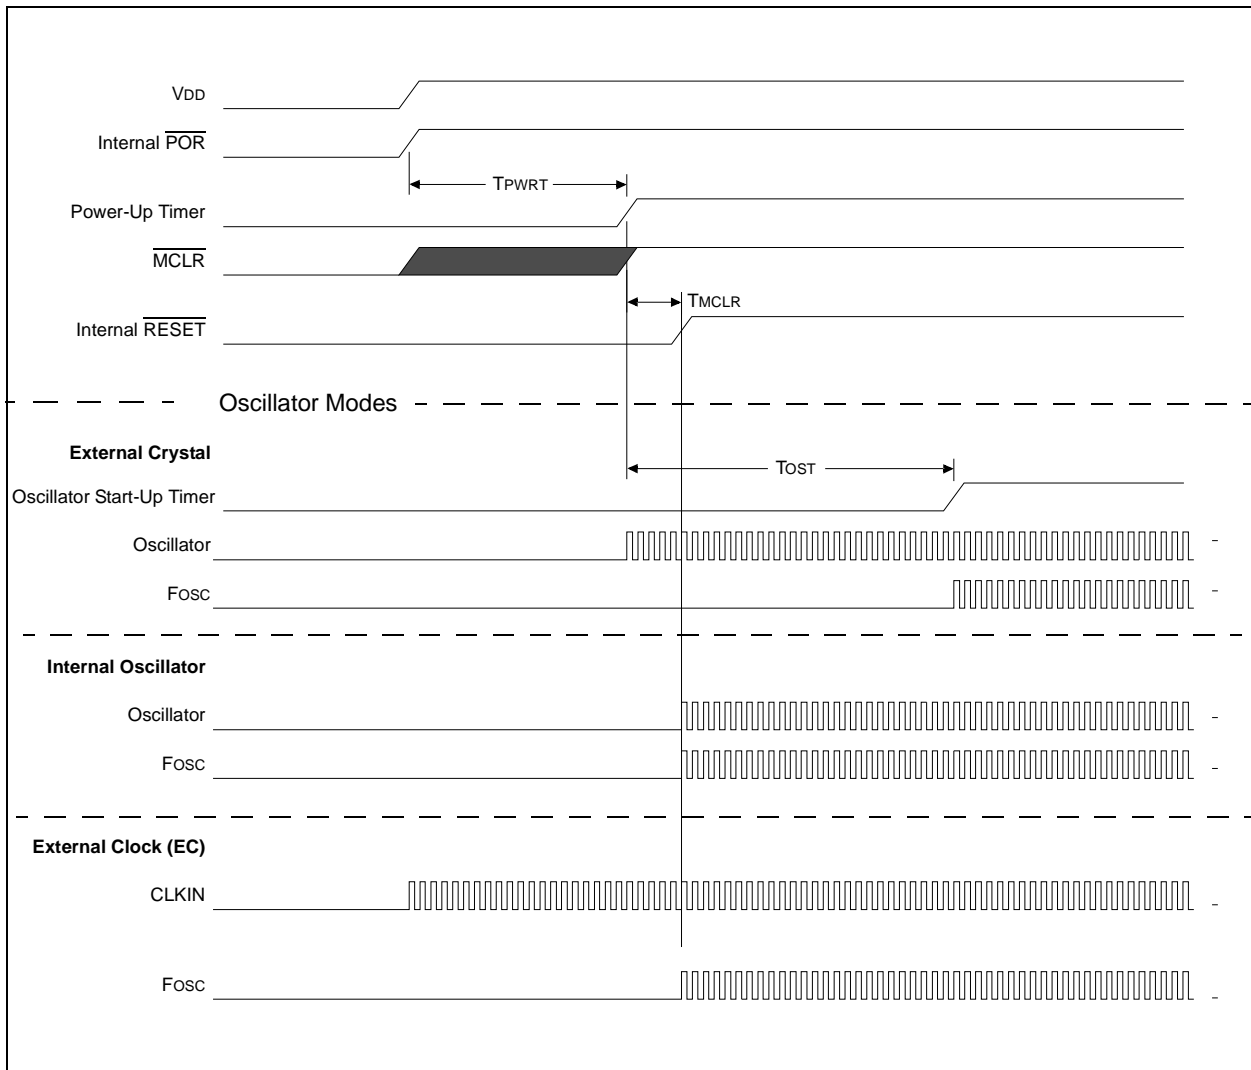 VDD
Internal POR
TPWRT
Power-Up Timer
MCLR
TMCLR
Internal RESET
Oscillator Modes
External Crystal
TOST
Oscillator Start-Up Timer
Oscillator
FOSC
Internal Oscillator
Oscillator
FOSC
External Clock (EC)
CLKIN
FOSC